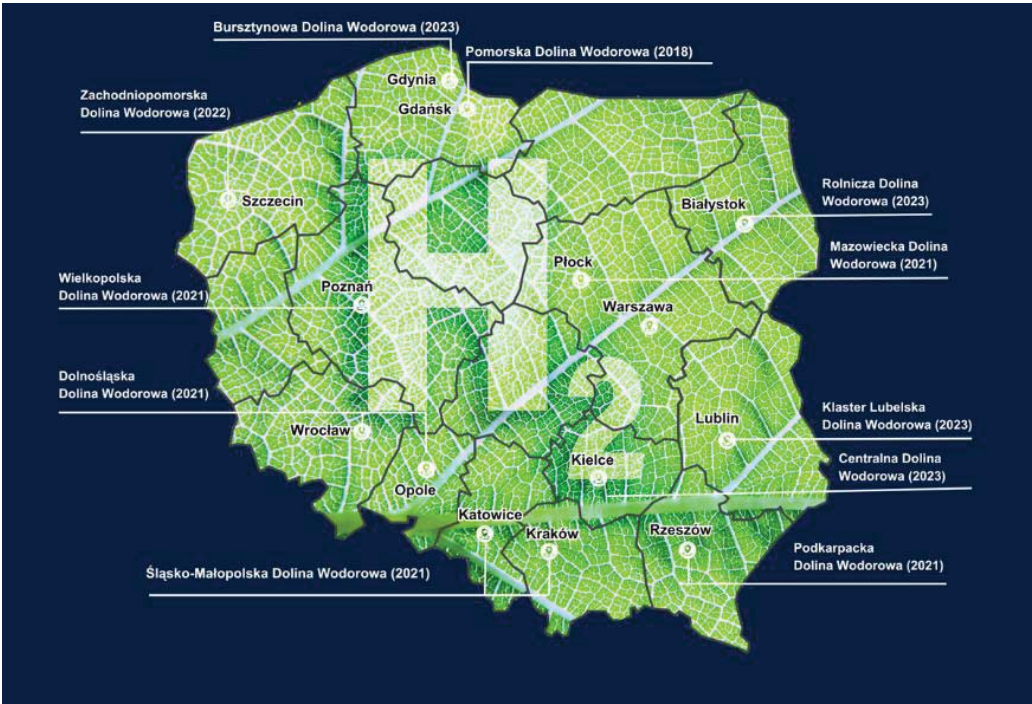 Bursztynowa Dolina Wodorowa (2023)
Pomorska Dolina Wodorowa (2018)
Gdynia
Gdańsk
Zachodniopomorska
Dolina Wodorowa (2022)
Szczecin
Rolnicza Dolina
Wodorowa (2023)
Białystok
Mazowiecka Dolina
Wodorowa (2021)
Płock
Wielkopolska
Dolina Wodorowa (2021)
Poznań
Warszawa
H2
Dolnośląska
Dolina Wodorowa (2021)
Wrocław
Opole
Klaster Lubelska
Dolina Wodorowa (2023)
Lublin
Centralna Dolina
Wodorowa (2023)
Kielce
Katowice
Kraków
Rzeszów
Podkarpacka
Dolina Wodorowa (2021)
Śląsko-Małopolska Dolina Wodorowa (2021)